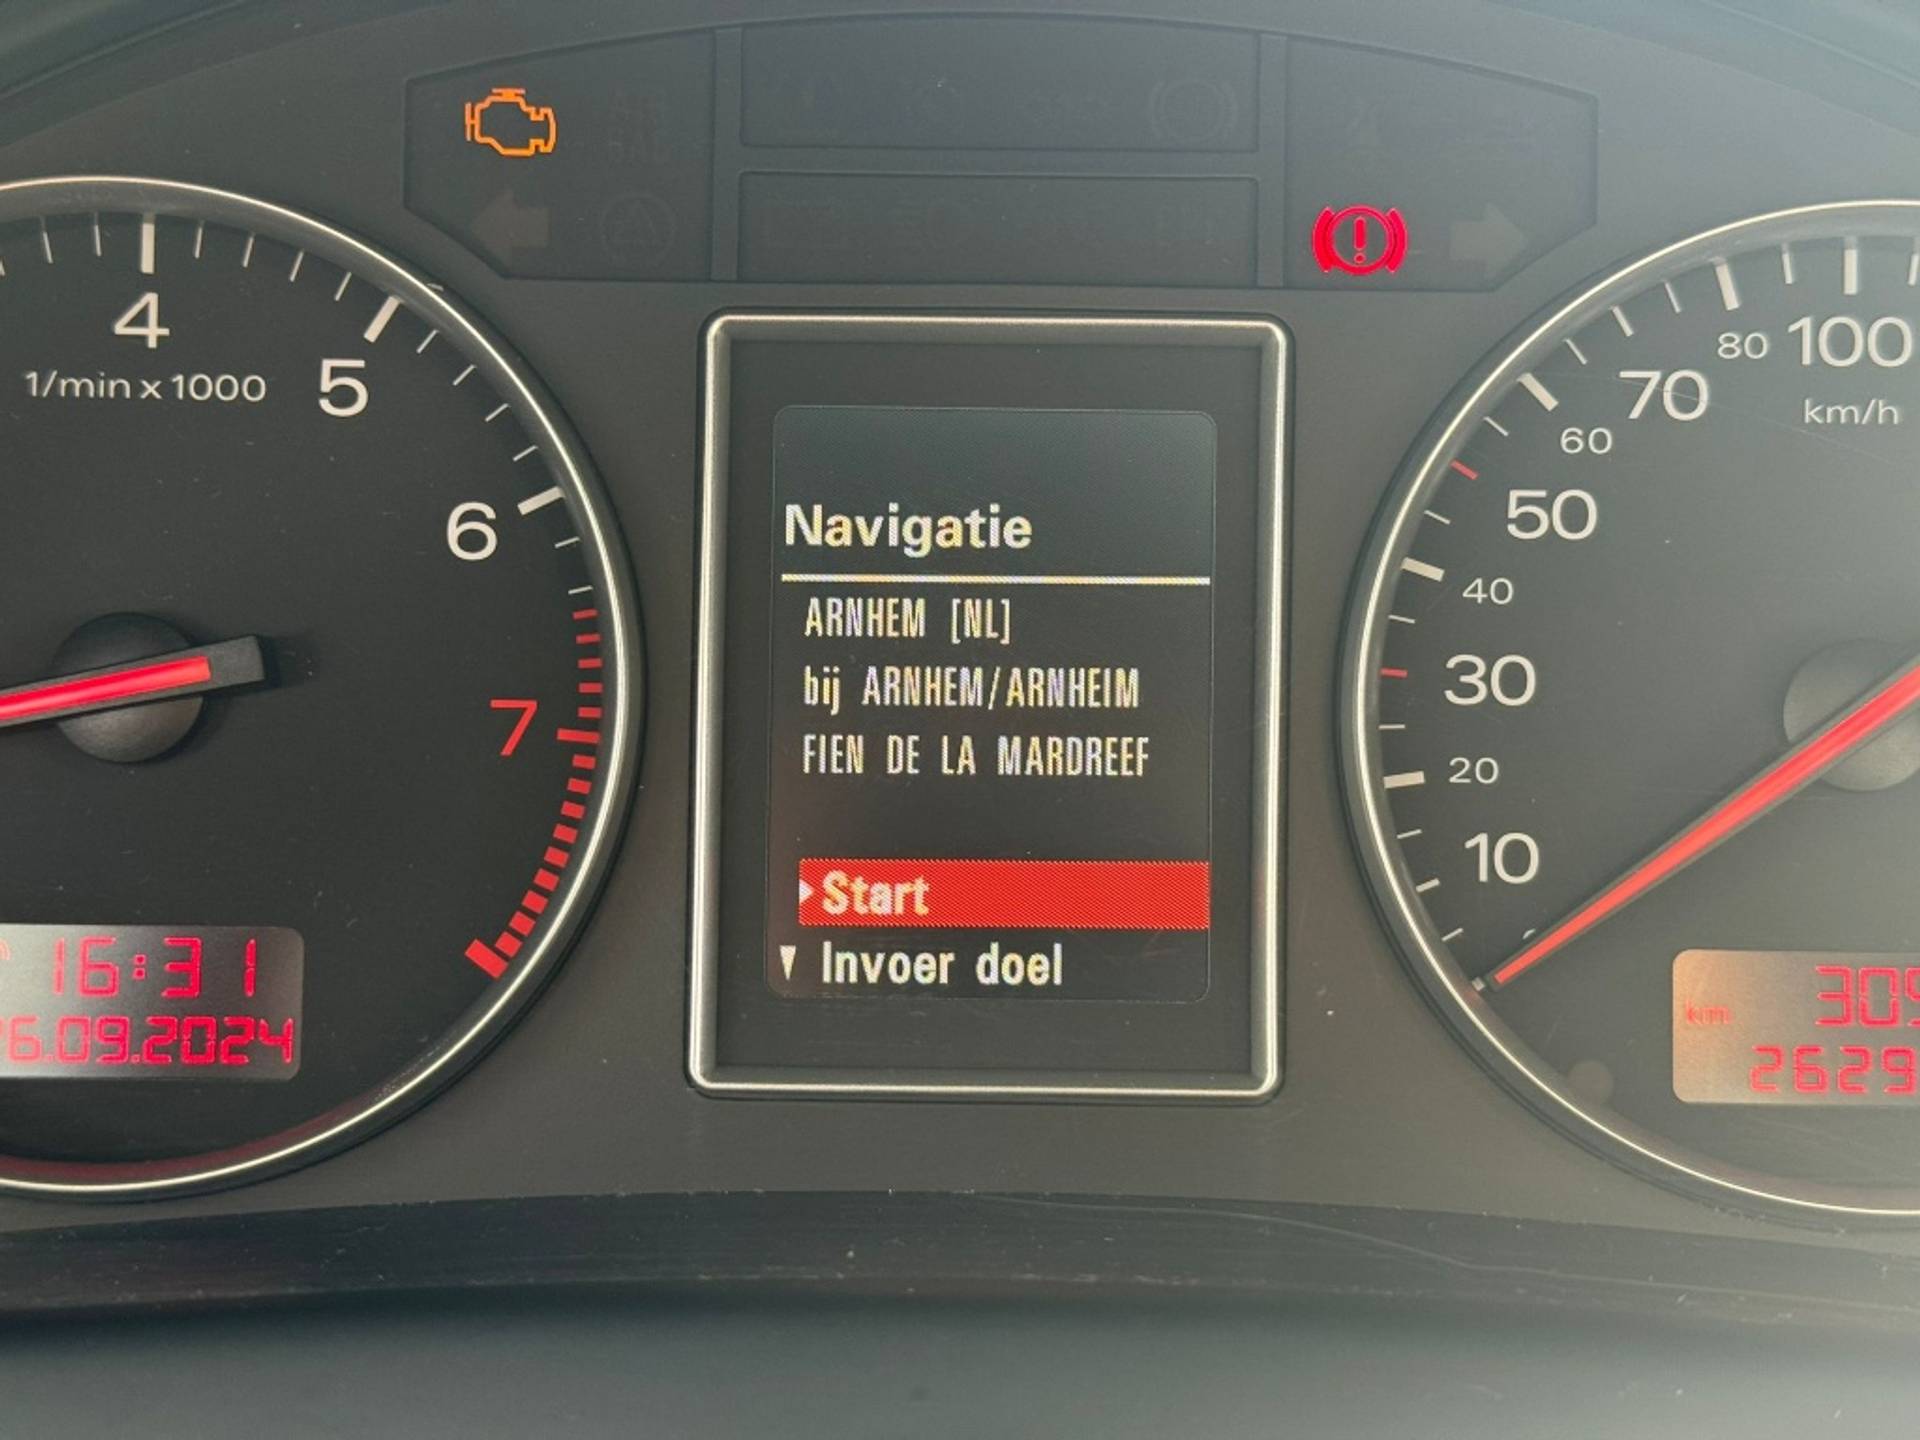 4
1/min x 1000
5
6
7
16:31
26.09.2024
Navigatie
ARNHEM [NL]
bij ARNHEM/ARNHEIM
FIEN DE LA MARDREEF
Start
Invoer doel
80 100
70
km/h
60
50
40
30
20
10
km